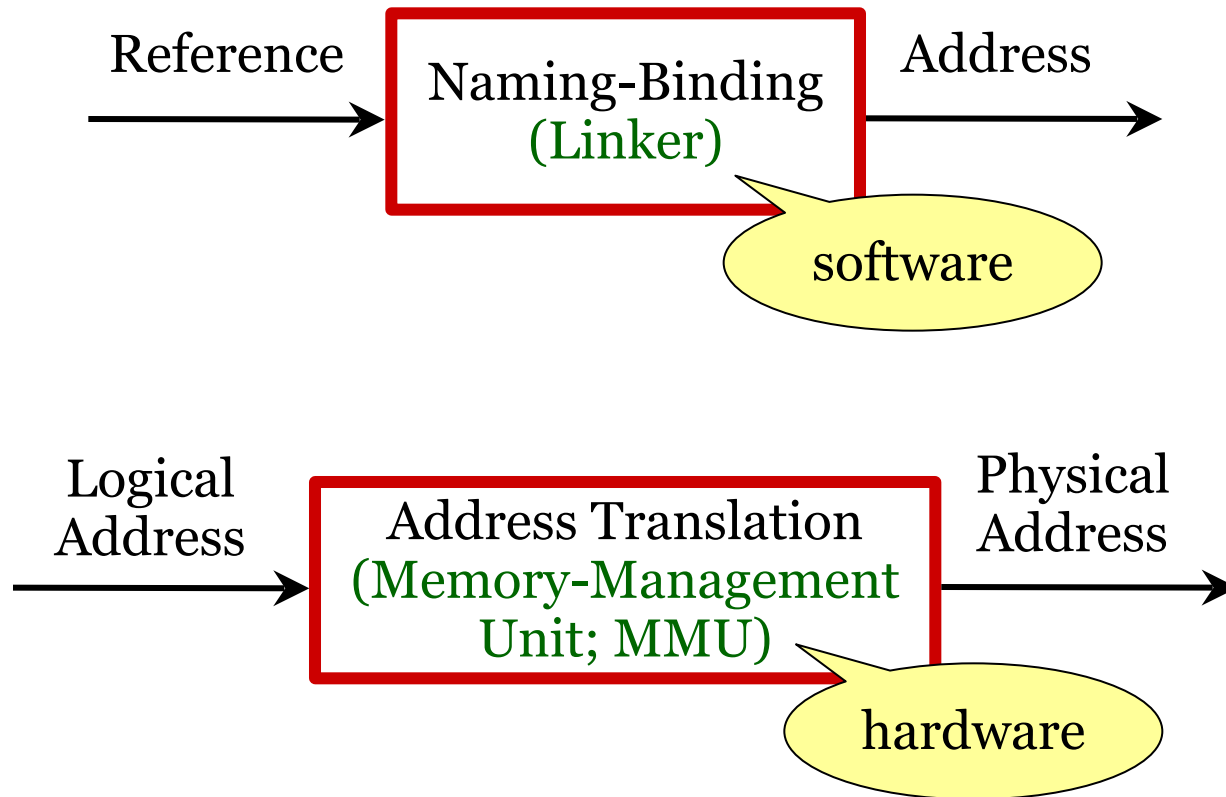 Reference
Naming-Binding
(Linker)
Address
software
Logical
Address
Address Translation
(Memory-Management
Unit; MMU)
Physical
Address
hardware